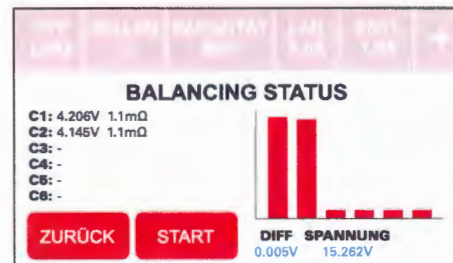 BALANCING STATUS
C1: 4.206V 1.1mΩ
C2: 4.145V 1.1mΩ
C3: -
C4: -
C5: -
C6: -
ZURÜCK START
DIFF SPANNUNG
0.005V 15.262V